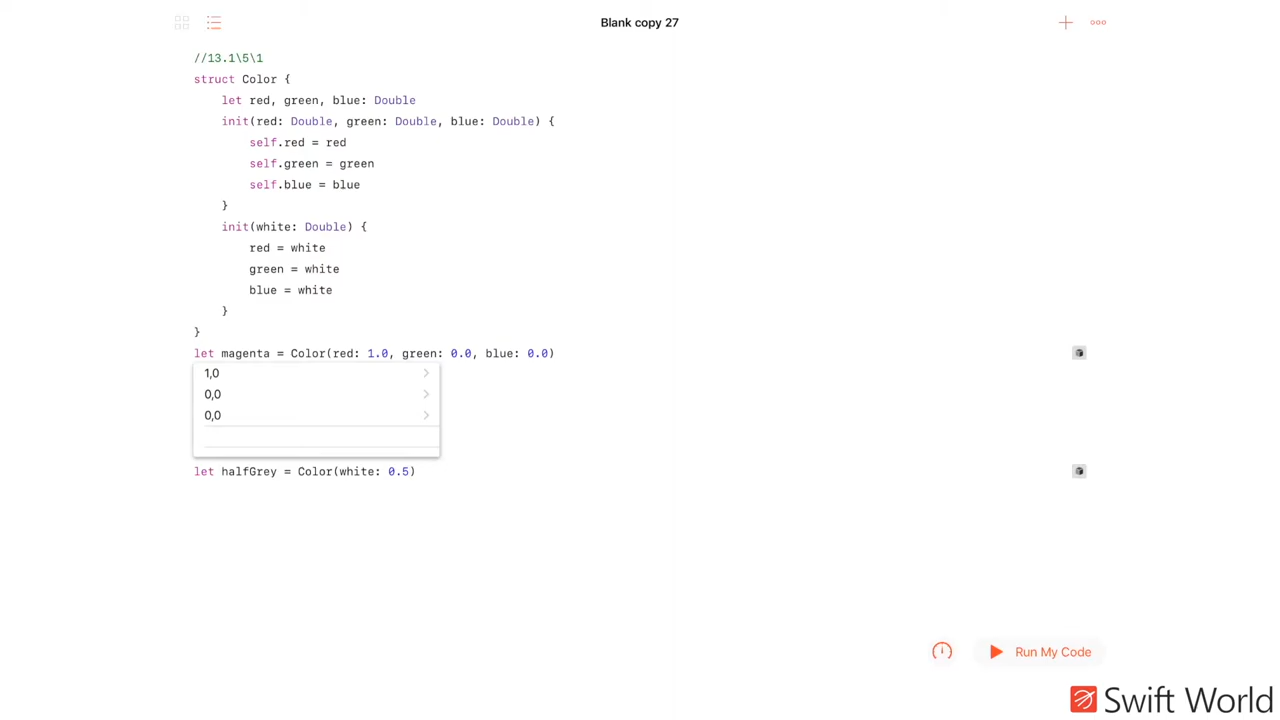 Blank copy 27
//13.1\5\1
struct Color {
let red, green, blue: Double
init(red: Double, green: Double, blue: Double) {
self.red = red
self.green = green
self.blue = blue
}
init(white: Double) {
red = white
green = white
blue = white
}
}
let magenta = Color(red: 1.0, green: 0.0, blue: 0.0)
1,0
0,0
0,0
let halfGrey = Color(white: 0.5)
Run My Code
Swift World